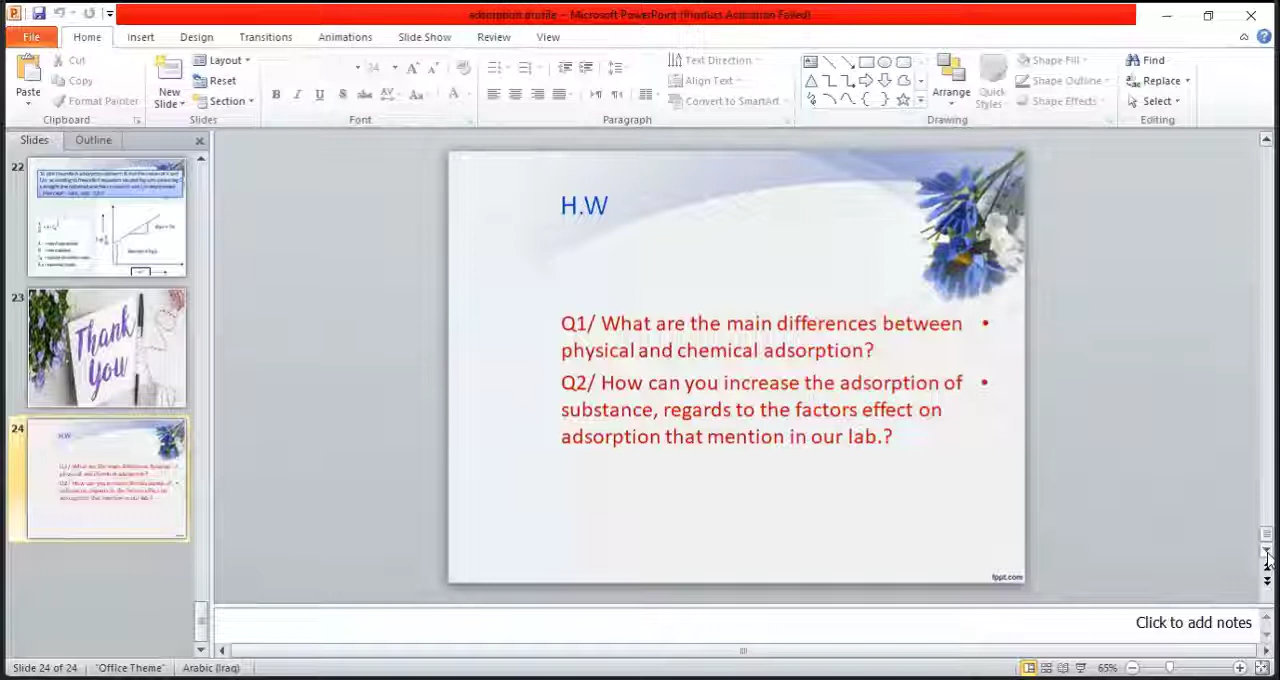 adsorption profile - Microsoft PowerPoint (Product Activation Failed)
File Home Insert Design Transitions Animations Slide Show Review View
Paste
Cut
Copy
Format Painter
Clipboard
New
Slide
Layout
Reset
Section
Slides
24
Font
Text Direction
Align Text
Convert to SmartArt
Paragraph
Arrange
Quick
Styles
Shape Fill
Shape Outline
Shape Effects
Drawing
Find
Replace
Select
Editing
Slides Outline
22
23
Thank
You
24
H.W
H.W
Q1/ What are the main differences between
physical and chemical adsorption?
Q2/ How can you increase the adsorption of
substance, regards to the factors effect on
adsorption that mention in our lab.?
fppt.com
Click to add notes
Slide 24 of 24 "Office Theme" Arabic (Iraq) 65%